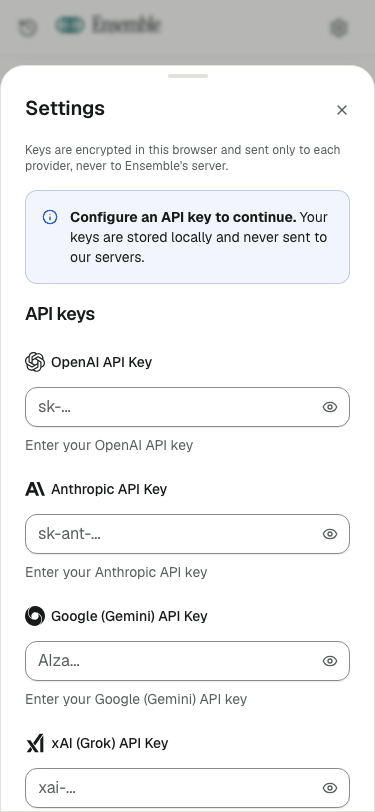 Ensemble
Settings
Keys are encrypted in this browser and sent only to each
provider, never to Ensemble's server.
Configure an API key to continue. Your
keys are stored locally and never sent to
our servers.
API keys
OpenAI API Key
sk-...
Enter your OpenAI API key
Anthropic API Key
sk-ant-...
Enter your Anthropic API key
Google (Gemini) API Key
AIza...
Enter your Google (Gemini) API key
xAI (Grok) API Key
xai-...